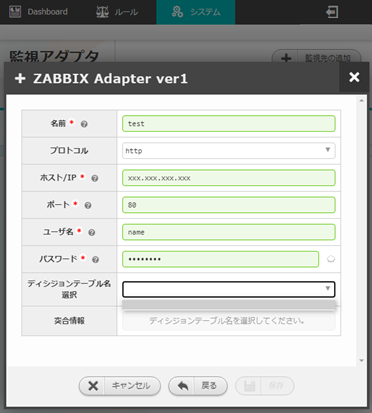 Dashboard ルール システム
監視アダプタ
監視先の追加
ZABBIX Adapter ver1
名前 * test
プロトコル http
ホスト/IP * xxx.xxx.xxx.xxx
ポート * 80
ユーザ名 * name
パスワード * ••••••••
ディシジョンテーブル名
選択
突合情報 ディシジョンテーブル名を選択してください。
キャンセル 戻る 保存